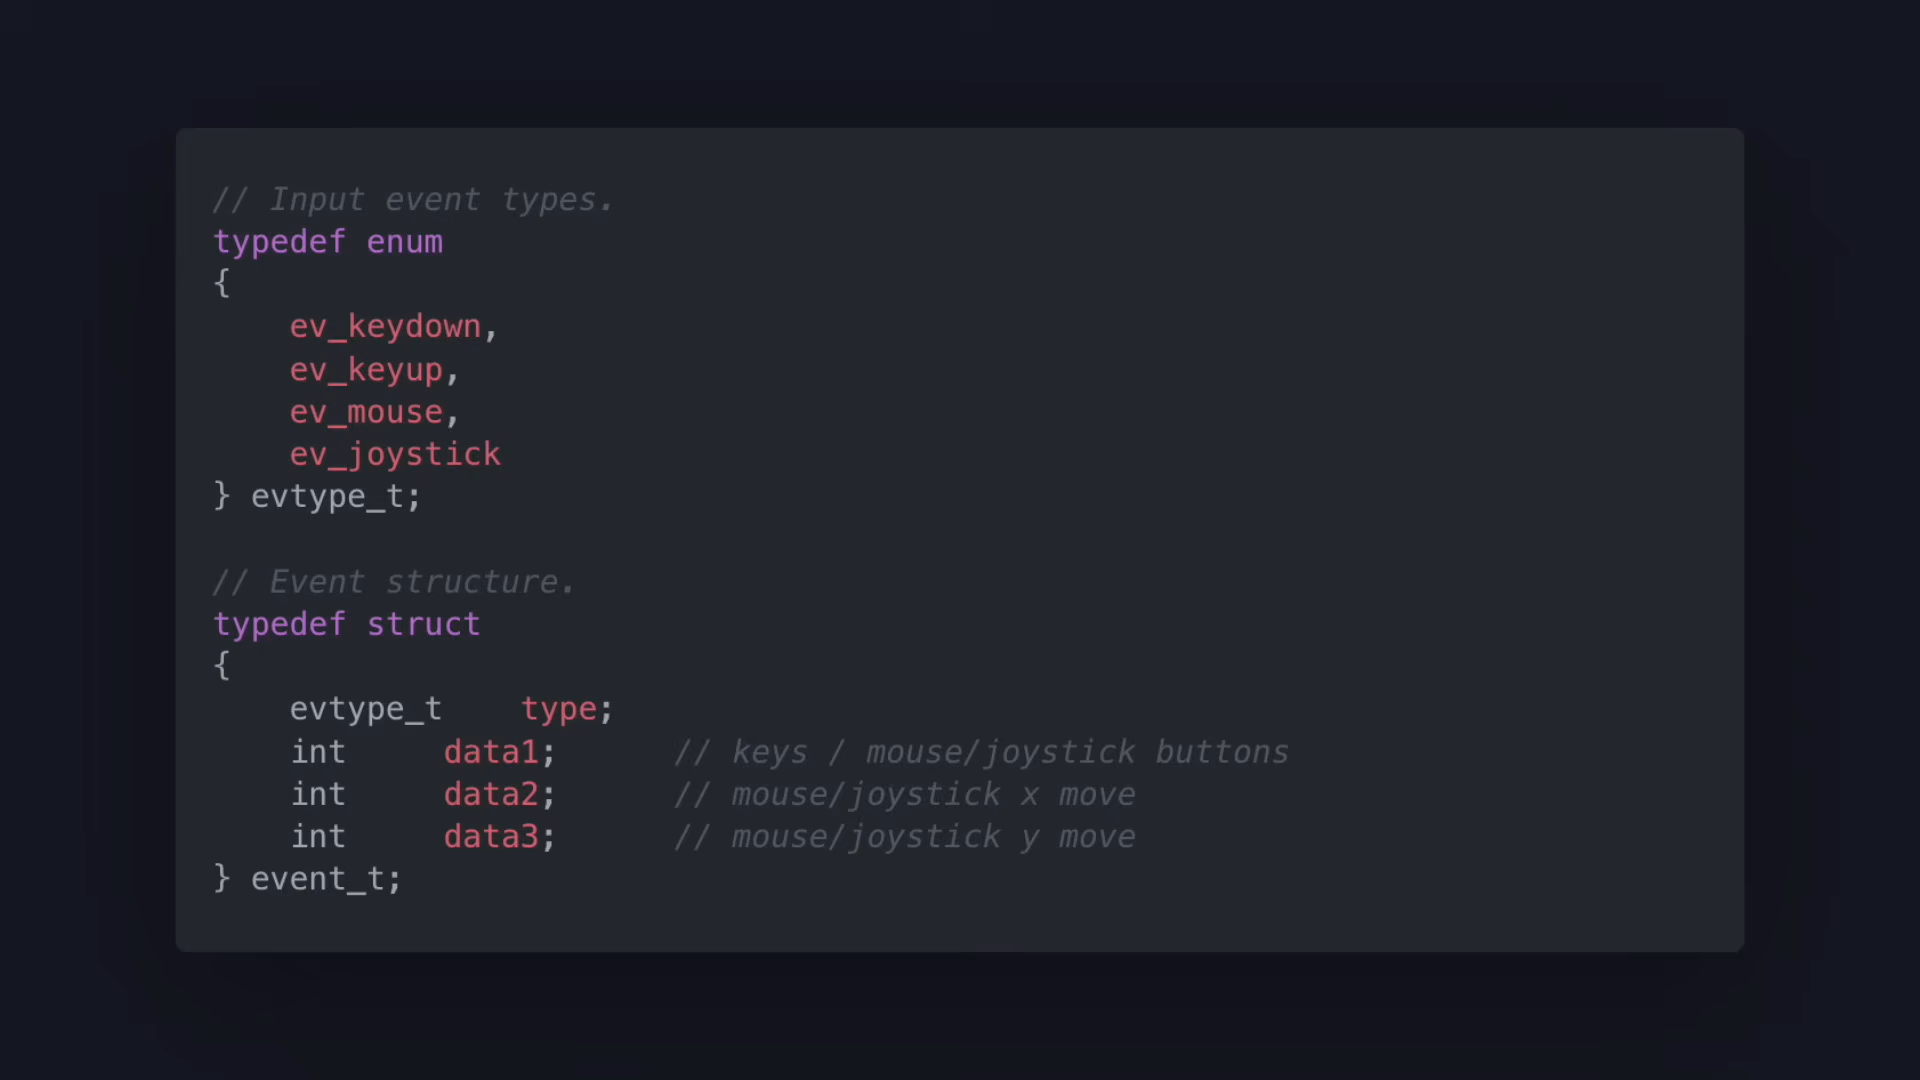 // Input event types.
typedef enum
{
    ev_keydown,
    ev_keyup,
    ev_mouse,
    ev_joystick
} evtype_t;

// Event structure.
typedef struct
{
    evtype_t    type;
    int     data1;      // keys / mouse/joystick buttons
    int     data2;      // mouse/joystick x move
    int     data3;      // mouse/joystick y move
} event_t;